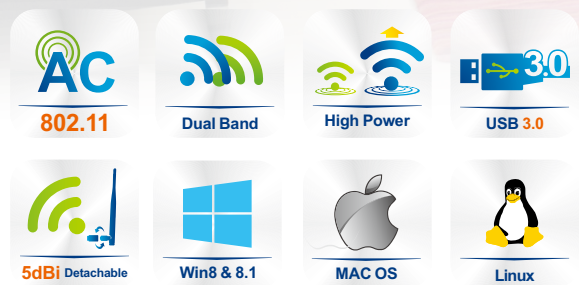 AC
3.0
802.11
Dual Band
High Power
USB 3.0
5dBi Detachable
Win8 & 8.1
MAC OS
Linux